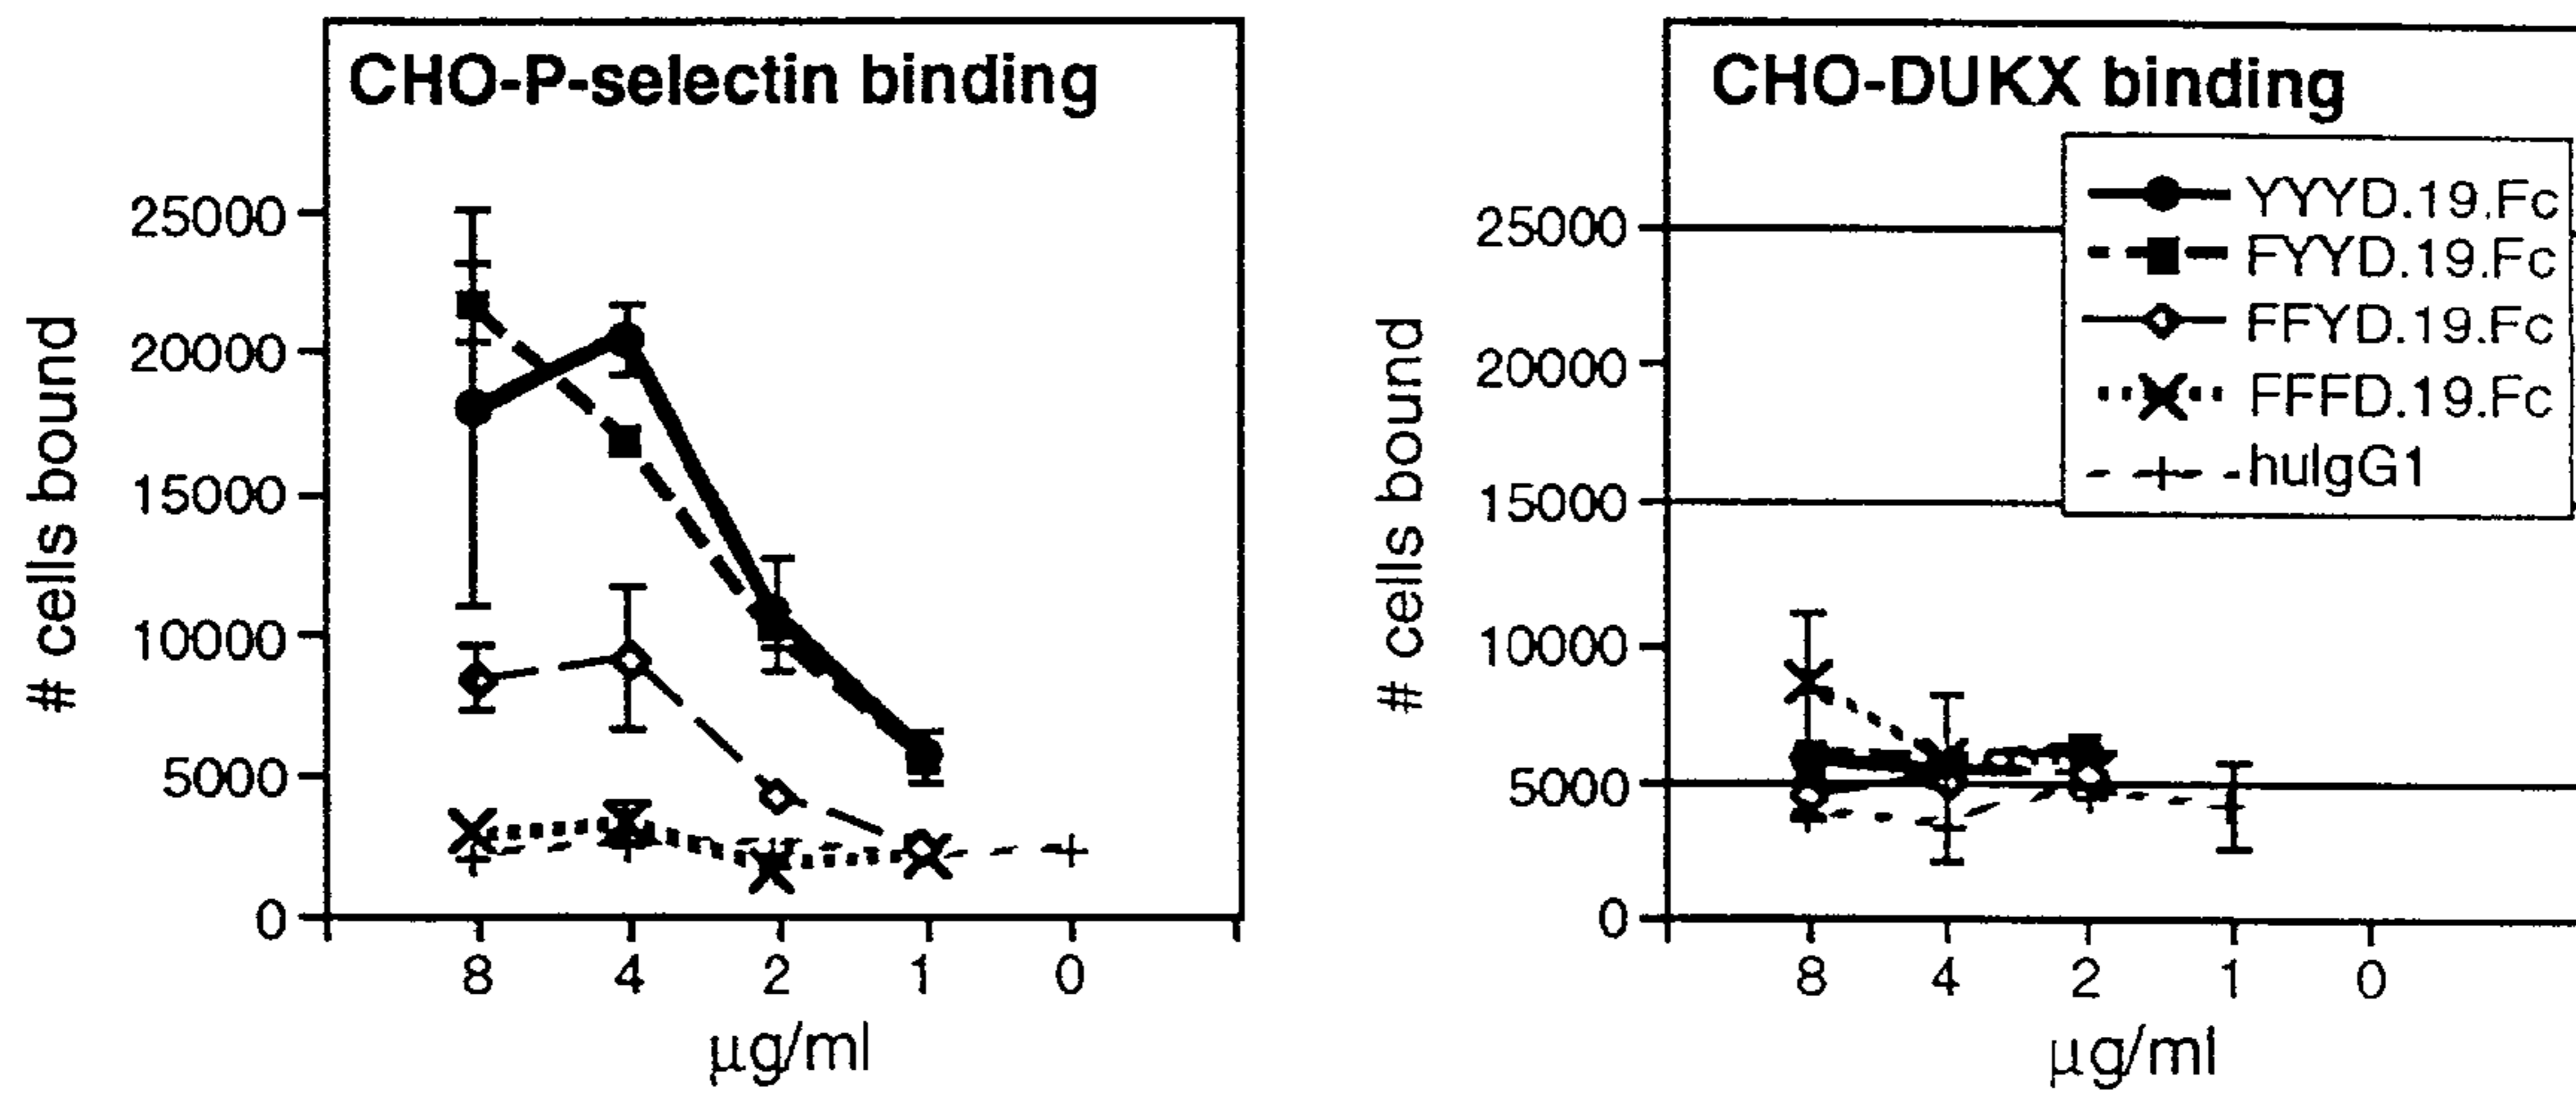 CHO-P-selectin binding
25000
20000
15000
10000
5000
0
# cells bound
8 4 2 1 0
µg/ml
CHO-DUKX binding
25000
20000
15000
10000
5000
0
# cells bound
YYYD.19.Fc
FYYD.19.Fc
FFYD.19.Fc
FFFD.19.Fc
huIgG1
8 4 2 1 0
µg/ml